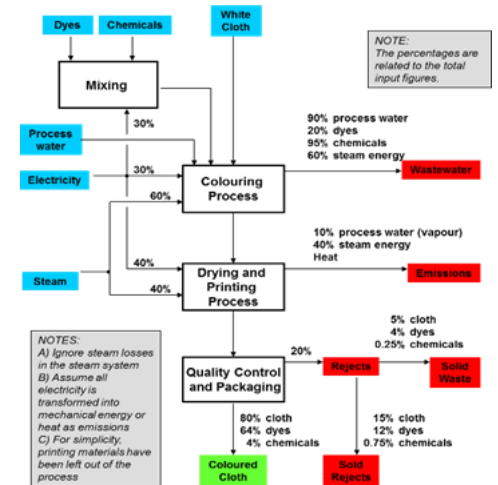 Dyes
Chemicals
White
Cloth
NOTE:
The percentages are
related to the total
input figures.
Mixing
30%
Process
water
90% process water
20% dyes
95% chemicals
60% steam energy
Electricity
30%
Colouring
Process
Wastewater
60%
10% process water (vapour)
40% steam energy
Heat
Steam
40%
40%
Drying and
Printing
Process
Emissions
5% cloth
4% dyes
0.25% chemicals
NOTES:
A) Ignore steam losses
in the steam system
B) Assume all
electricity is
transformed into
mechanical energy or
heat as emissions
C) For simplicity,
printing materials have
been left out of the
process
Quality Control
and Packaging
20%
Rejects
Solid
Waste
80% cloth
64% dyes
4% chemicals
15% cloth
12% dyes
0.75% chemicals
Coloured
Cloth
Sold
Rejects